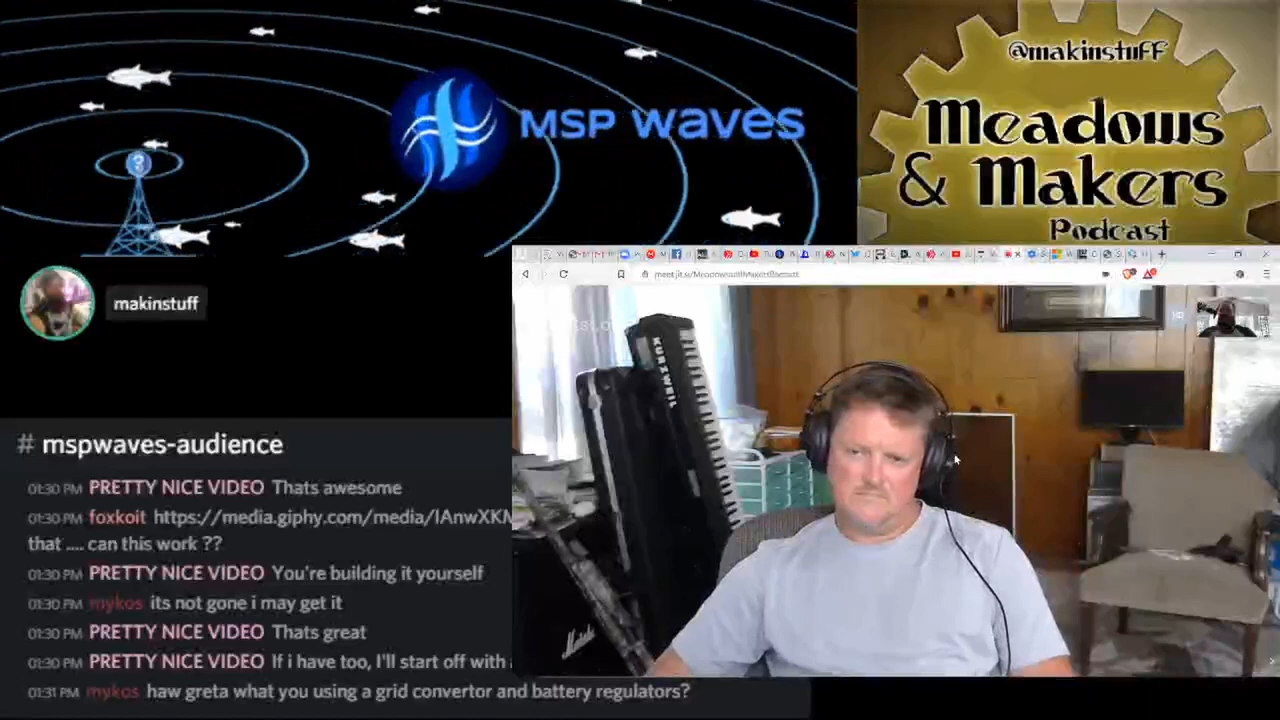 MSP waves
@makinstuff
Meadows
& Makers
Podcast
makinstuff
# mspwaves-audience
01:30 PM PRETTY NICE VIDEO Thats awesome
01:30 PM foxkoit https://media.giphy.com/media/IAnwXKM
that .... can this work ??
01:30 PM PRETTY NICE VIDEO You're building it yourself
01:30 PM mykos its not gone i may get it
01:30 PM PRETTY NICE VIDEO Thats great
01:30 PM PRETTY NICE VIDEO If i have too, I'll start off with
01:31 PM mykos haw greta what you using a grid convertor and battery regulators?
KURZWEIL
Marshall
HD